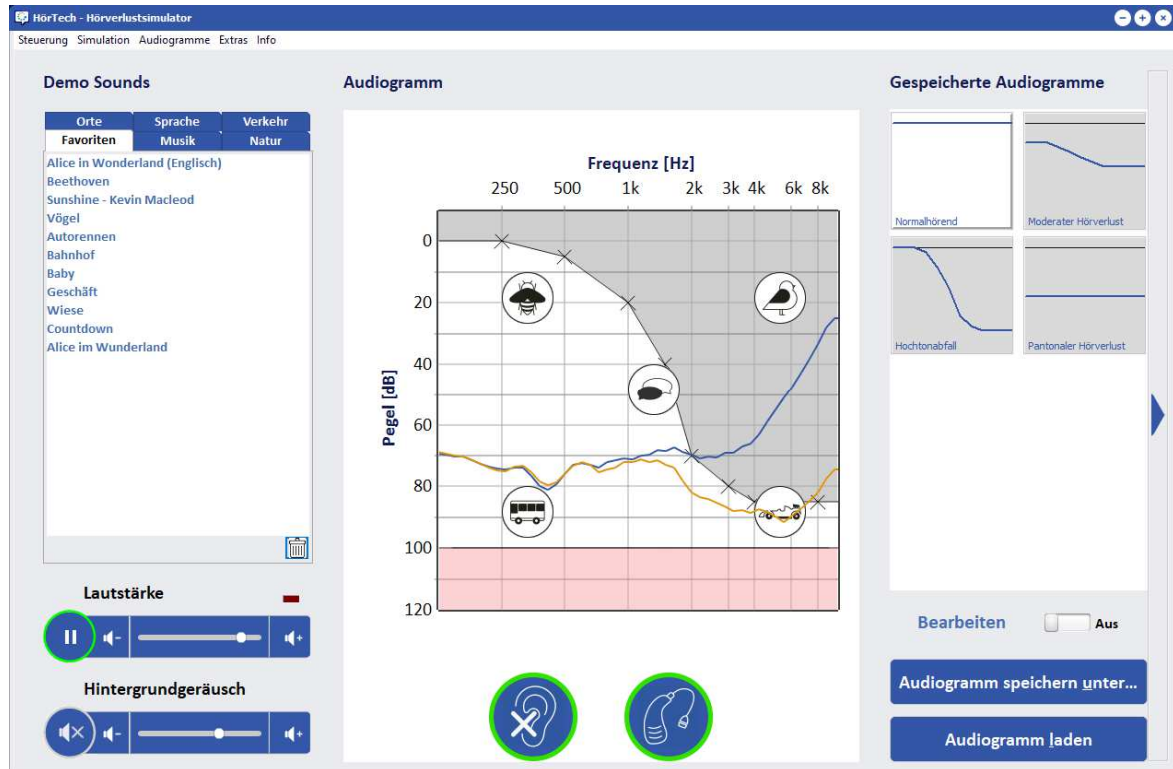 HörTech - Hörverlustsimulator
Steuerung Simulation Audiogramme Extras Info
Demo Sounds
Orte Sprache Verkehr
Favoriten Musik Natur
Alice in Wonderland (Englisch)
Beethoven
Sunshine - Kevin Macleod
Vögel
Autorennen
Bahnhof
Baby
Geschäft
Wiese
Countdown
Alice im Wunderland
Lautstärke
Hintergrundgeräusch
Audiogramm
Frequenz [Hz]
250 500 1k 2k 3k 4k 6k 8k
Pegel [dB]
0
20
40
60
80
100
120
Gespeicherte Audiogramme
Normalhörend
Moderater Hörverlust
Hochtonabfall
Pantonaler Hörverlust
Bearbeiten Aus
Audiogramm speichern unter...
Audiogramm laden